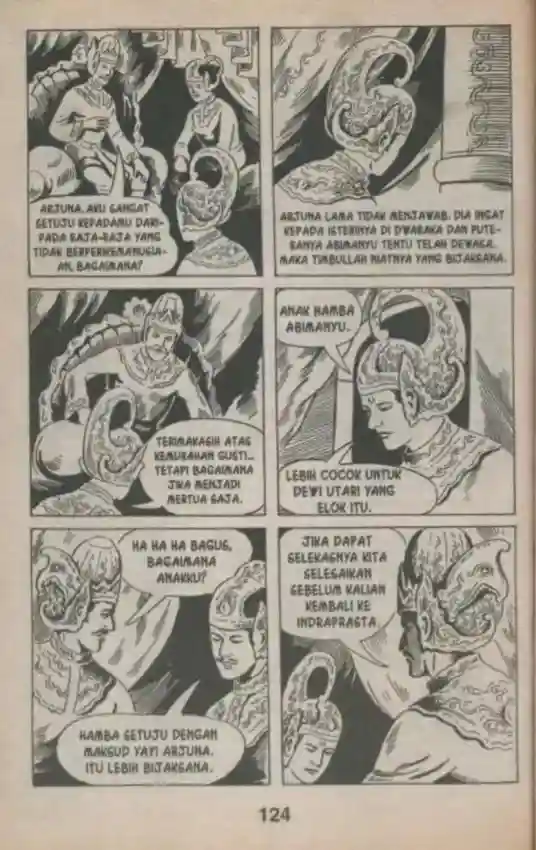 ARJUNA. AKU SANGAT
SETUJU KEPADAMU DARI-
PADA RAJA-RAJA YANG
TIDAK BERPERIKEMANUSIA-
AN, BAGAIMANA?
ARJUNA LAMA TIDAK MENJAWAB. DIA INGAT
KEPADA ISTERINYA DI DWARAKA DAN PUTE-
RANYA ABIMANYU TENTU TELAH DEWASA.
MAKA TIMBULLAH NIATNYA YANG BIJAKSANA.
TERIMAKASIH ATAS
KEMURAHAN GUSTI...
TETAPI BAGAIMANA
JIKA MENJADI
MERTUA SAJA.
ANAK HAMBA
ABIMANYU.
LEBIH COCOK UNTUK
DEWI UTARI YANG
ELOK ITU.
HA HA HA BAGUS,
BAGAIMANA
ANAKKU?
HAMBA SETUJU DENGAN
MAKSUD YAYI ARJUNA.
ITU LEBIH BIJAKSANA.
JIKA DAPAT
SELEKASNYA KITA
SELESAIKAN
SEBELUM KALIAN
KEMBALI KE
INDRAPRASTA
124